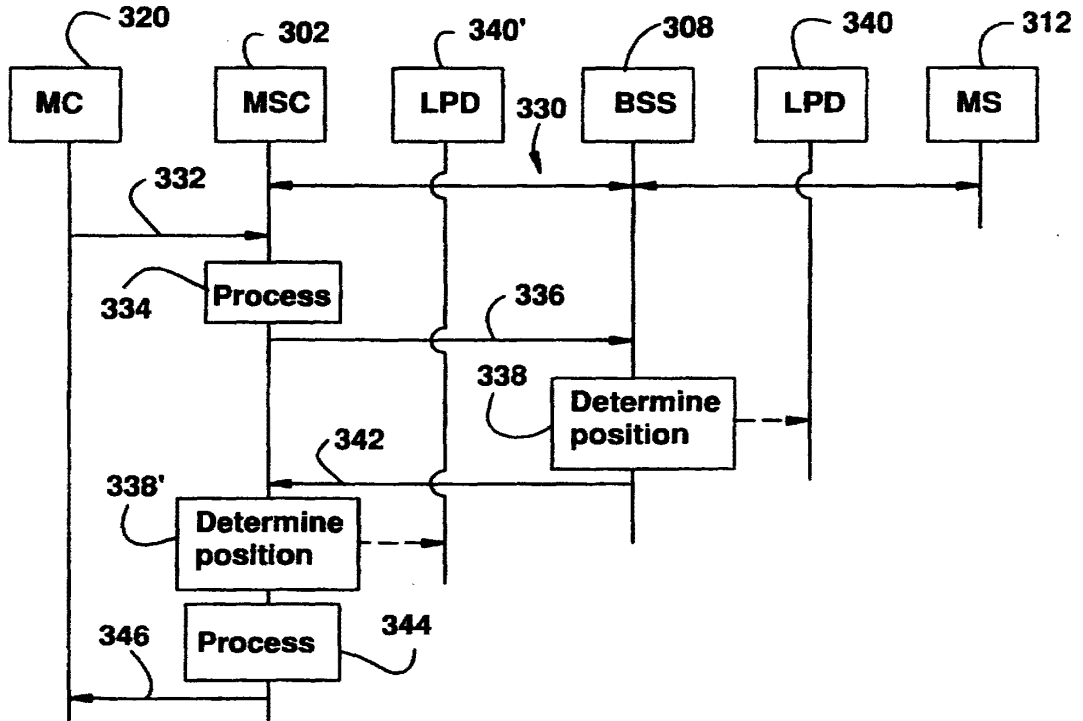 320
302
340'
308
340
312
MC
MSC
LPD
BSS
LPD
MS
330
332
334
Process
336
338
Determine
position
342
338'
Determine
position
Process
344
346